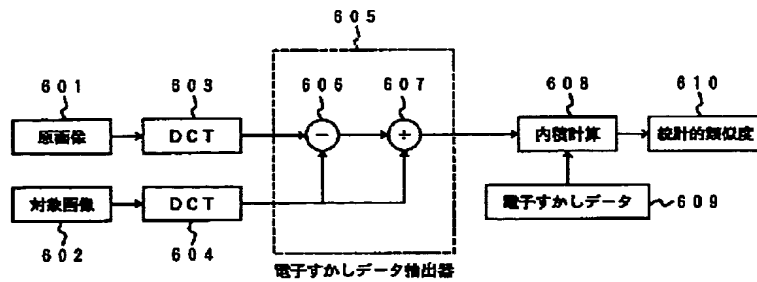 605
601
603
606
607
608
610
原画像
DCT
−
÷
内積計算
統計的類似度
対象画像
DCT
電子すかしデータ
609
602
604
電子すかしデータ抽出器